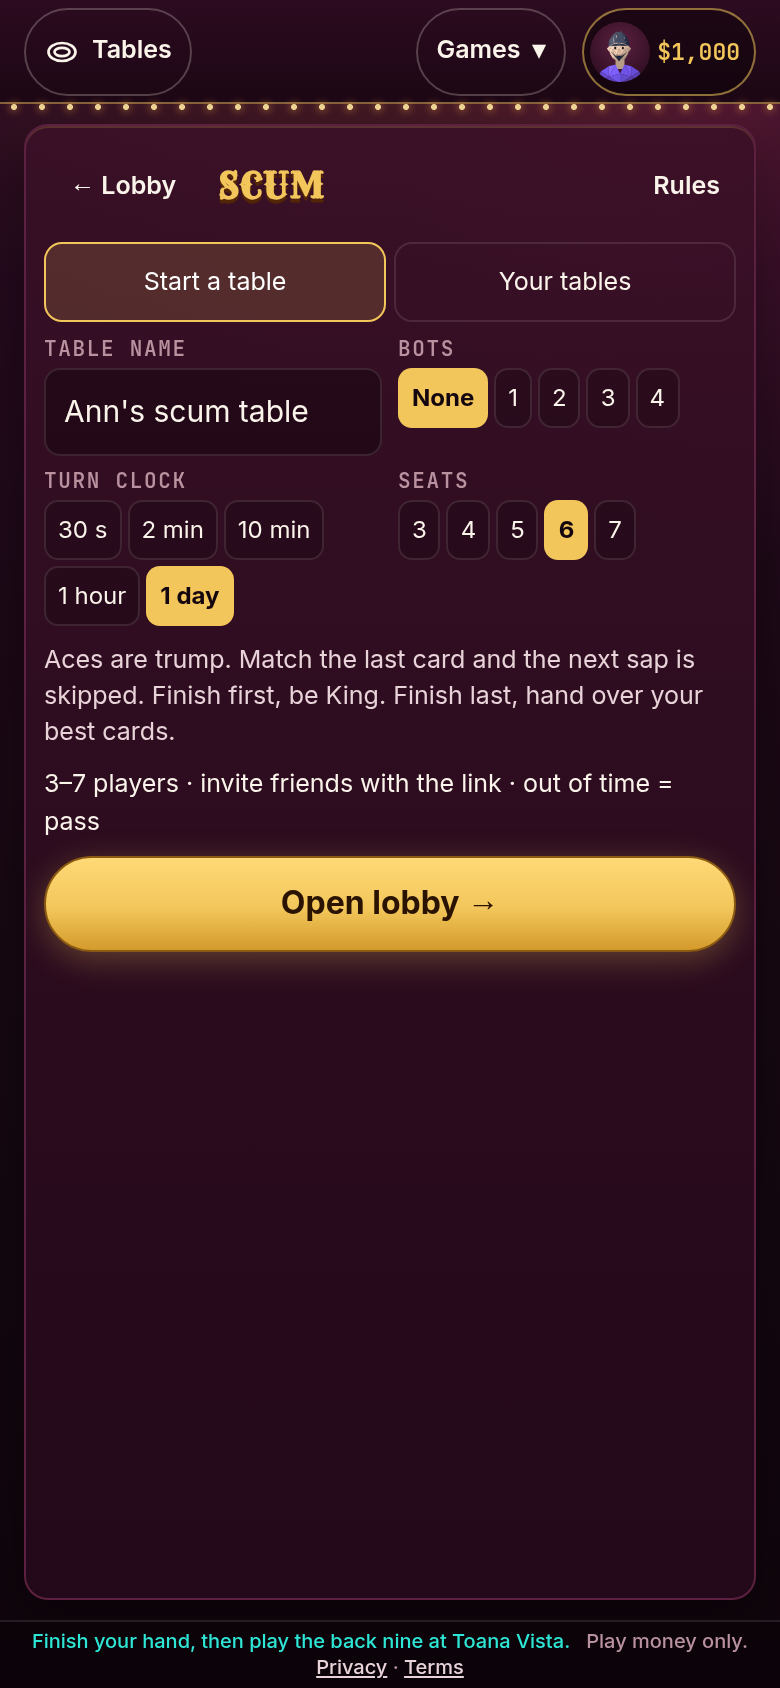 Tables Games ▼ $1,000
← Lobby SCUM Rules
Start a table Your tables
TABLE NAME BOTS
Ann's scum table None 1 2 3 4
TURN CLOCK SEATS
30 s 2 min 10 min 3 4 5 6 7
1 hour 1 day
Aces are trump. Match the last card and the next sap is
skipped. Finish first, be King. Finish last, hand over your
best cards.
3–7 players · invite friends with the link · out of time =
pass
Open lobby →
Finish your hand, then play the back nine at Toana Vista. Play money only.
Privacy · Terms